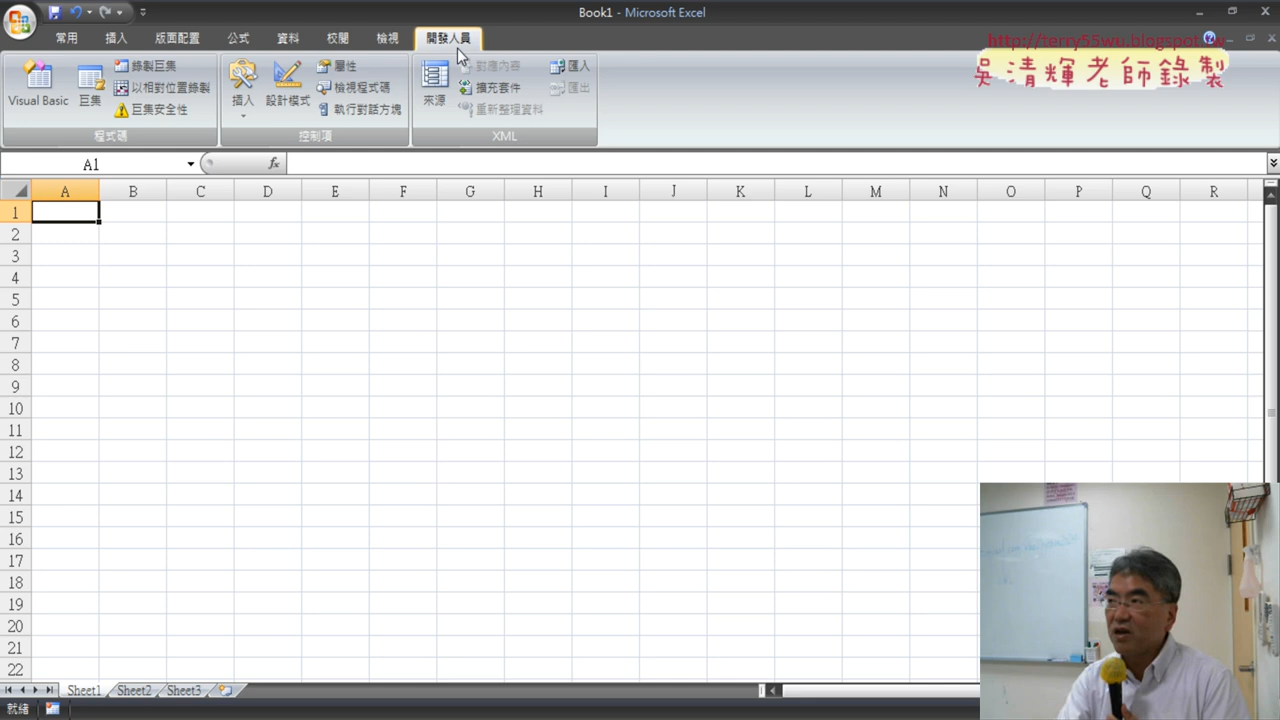 Book1 - Microsoft Excel
常用 插入 版面配置 公式 資料 校閱 檢視 開發人員
http://terry55wu.blogspot.tw
吳清輝老師錄製
Visual Basic 巨集 錄製巨集 以相對位置錄製 巨集安全性
插入 設計模式 屬性 檢視程式碼 執行對話方塊
來源 對應內容 擴充套件 重新整理資料 匯入 匯出
程式碼 控制項 XML
A1 fx
A B C D E F G H I J K L M N O P Q R
1
2
3
4
5
6
7
8
9
10
11
12
13
14
15
16
17
18
19
20
21
22
Sheet1 Sheet2 Sheet3
就緒